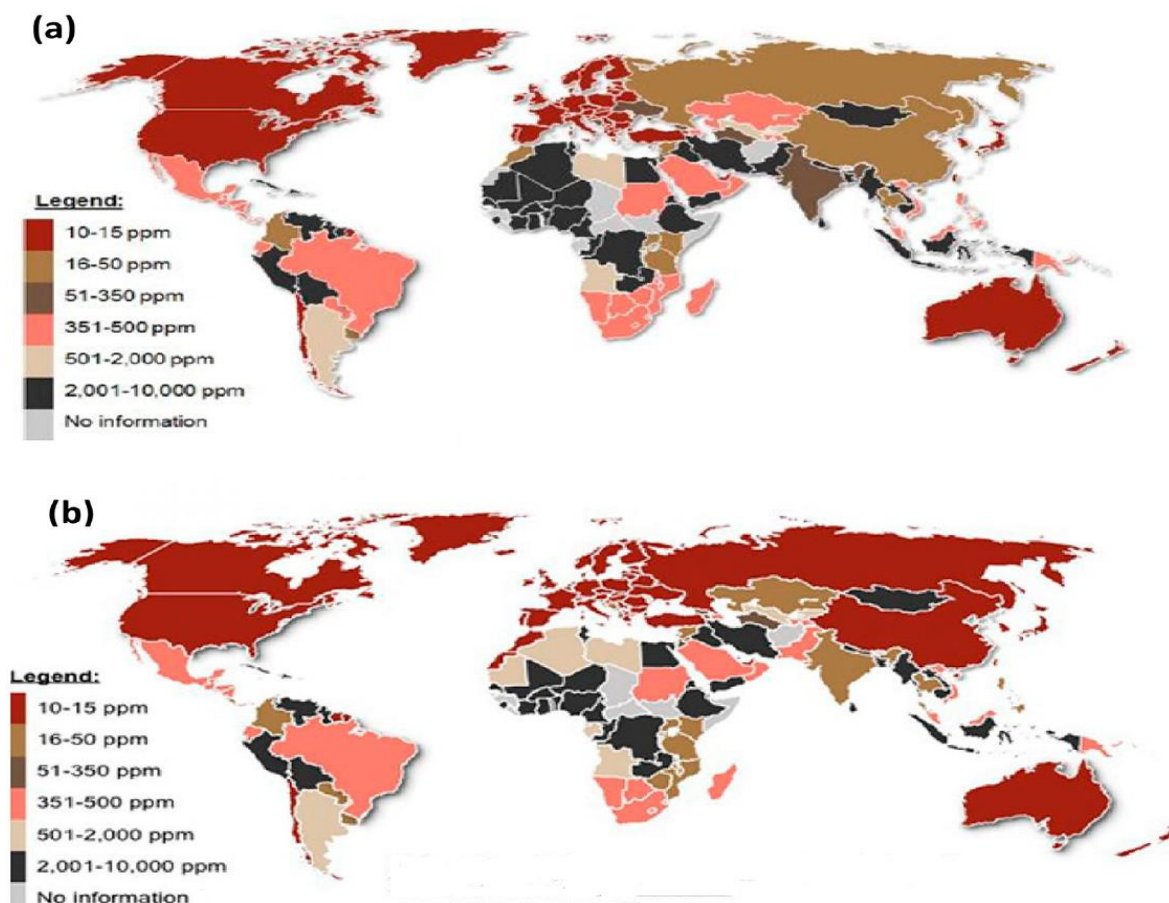 (a)
Legend:
10-15 ppm
16-50 ppm
51-350 ppm
351-500 ppm
501-2,000 ppm
2,001-10,000 ppm
No information
(b)
Legend:
10-15 ppm
16-50 ppm
51-350 ppm
351-500 ppm
501-2,000 ppm
2,001-10,000 ppm
No information